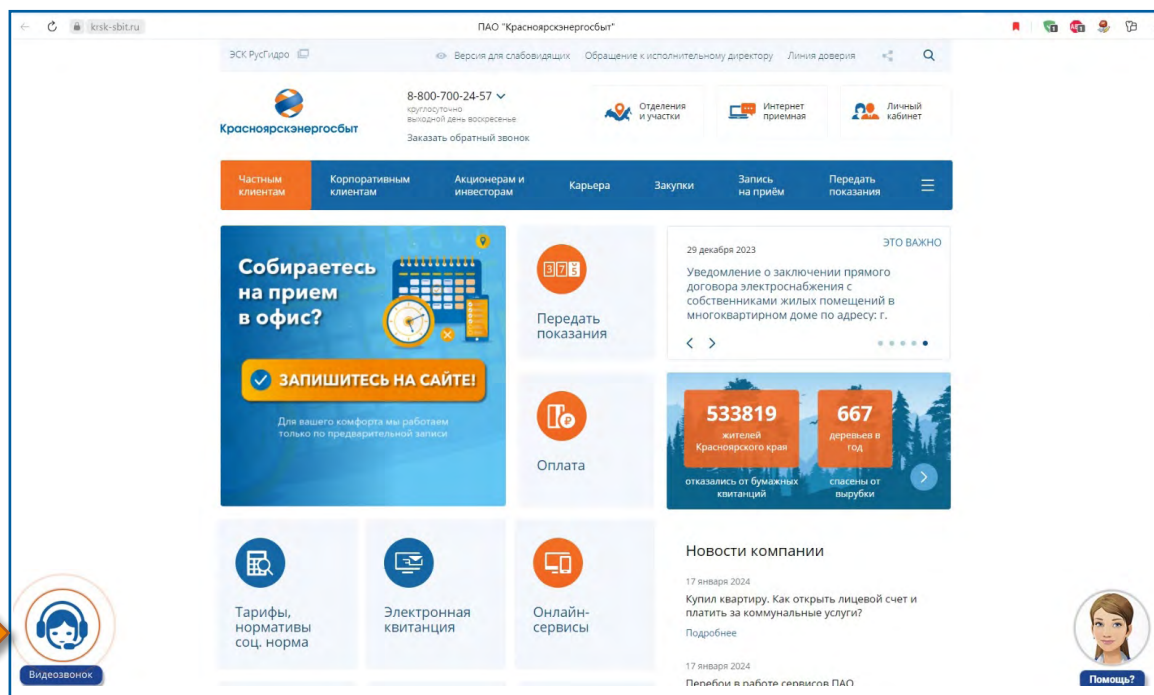 krsk-sbit.ru
ПАО "Красноярскэнергосбыт"
ЭСК РусГидро
Версия для слабовидящих
Обращение к исполнительному директору
Линия доверия
Красноярскэнергосбыт
8-800-700-24-57
круглосуточно
выходной день воскресенье
Заказать обратный звонок
Отделения
и участки
Интернет
приемная
Личный
кабинет
Частным
клиентам
Корпоративным
клиентам
Акционерам и
инвесторам
Карьера
Закупки
Запись
на приём
Передать
показания
Собираетесь
на прием
в офис?
ЗАПИШИТЕСЬ НА САЙТЕ!
Для вашего комфорта мы работаем
только по предварительной записи
Передать
показания
Оплата
29 декабря 2023
ЭТО ВАЖНО
Уведомление о заключении прямого
договора электроснабжения с
собственниками жилых помещений в
многоквартирном доме по адресу: г.
533819
жителей
Красноярского края
отказались от бумажных
квитанций
667
деревьев в
год
спасены от
вырубки
Тарифы,
нормативы
соц. норма
Электронная
квитанция
Онлайн-
сервисы
Новости компании
17 января 2024
Купил квартиру. Как открыть лицевой счет и
платить за коммунальные услуги?
Подробнее
17 января 2024
Перебои в работе сервисов ПАО
Видеозвонок
Помощь?